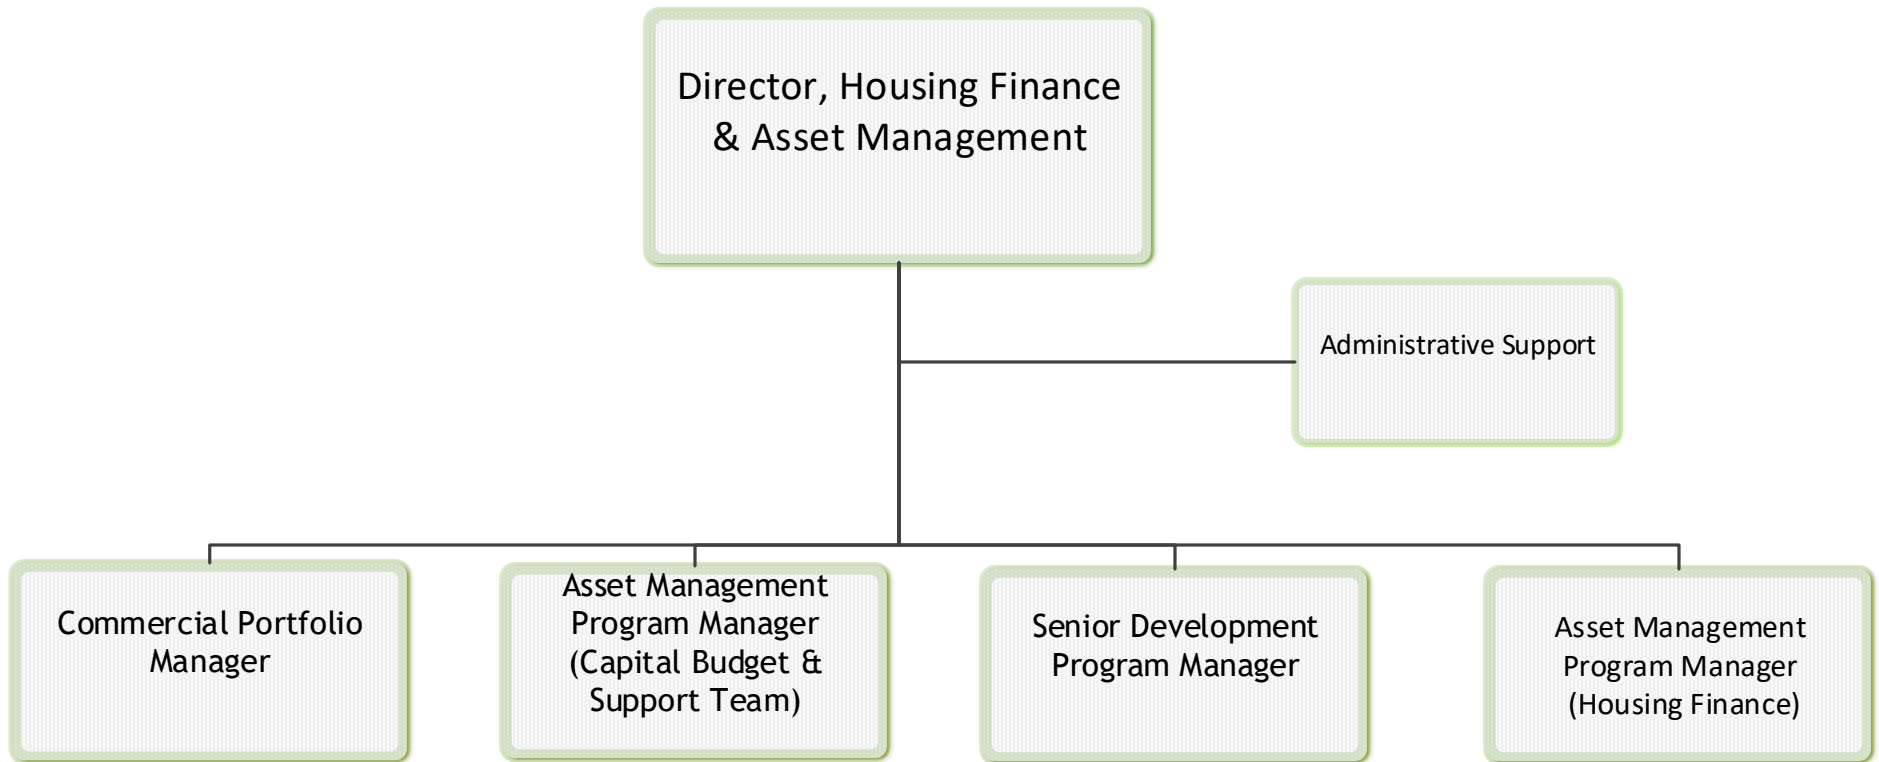 Director, Housing Finance
& Asset Management
Administrative Support
Commercial Portfolio
Manager
Asset Management
Program Manager
(Capital Budget &
Support Team)
Senior Development
Program Manager
Asset Management
Program Manager
(Housing Finance)